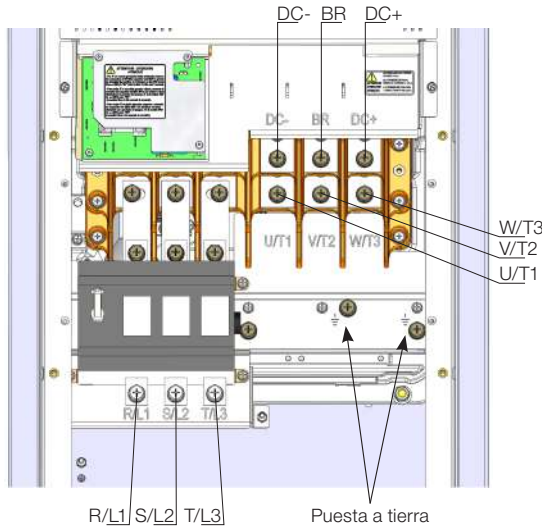 DC- BR DC+
DC- BR DC+
U/T1 V/T2 W/T3
W/T3
V/T2
U/T1
R/L1 S/L2 T/L3
R/L1 S/L2 T/L3
Puesta a tierra